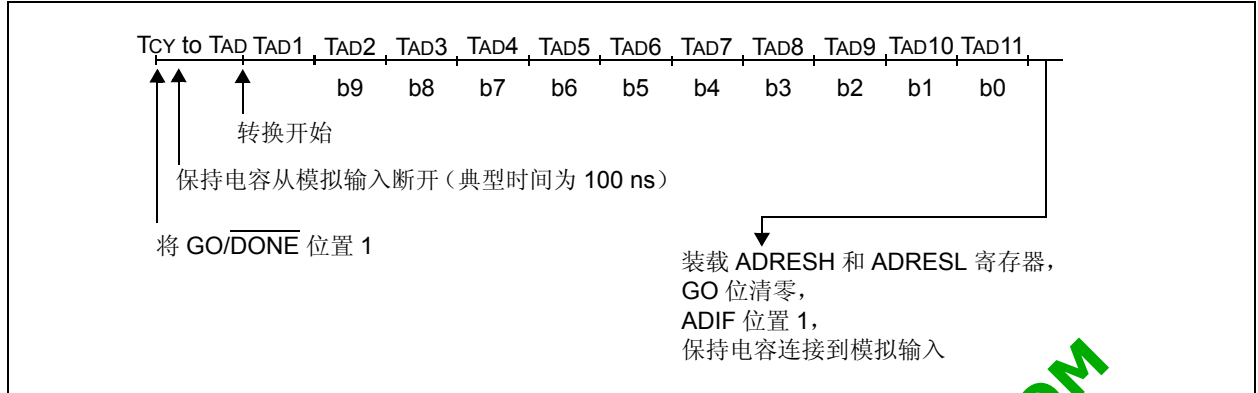 TCY to TAD TAD1 TAD2 TAD3 TAD4 TAD5 TAD6 TAD7 TAD8 TAD9 TAD10 TAD11
b9 b8 b7 b6 b5 b4 b3 b2 b1 b0
转换开始
保持电容从模拟输入断开（典型时间为 100 ns）
将 GO/DONE 位置 1
装载 ADRESH 和 ADRESL 寄存器，
GO 位清零，
ADIF 位置 1，
保持电容连接到模拟输入
OM